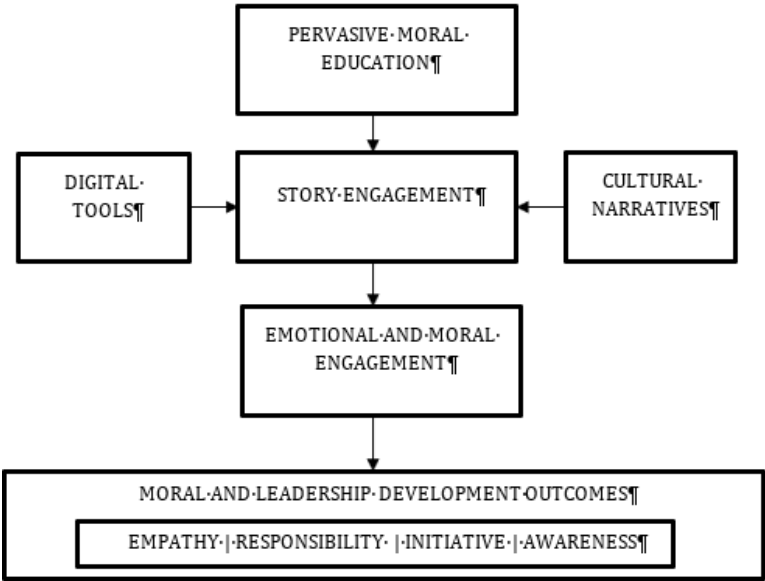 PERVASIVE·MORAL·
EDUCATION¶
DIGITAL·
TOOLS¶
STORY·ENGAGEMENT¶
CULTURAL·
NARRATIVES¶
EMOTIONAL·AND·MORAL·
ENGAGEMENT¶
MORAL·AND·LEADERSHIP·DEVELOPMENT·OUTCOMES¶
EMPATHY·|·RESPONSIBILITY·|·INITIATIVE·|·AWARENESS¶